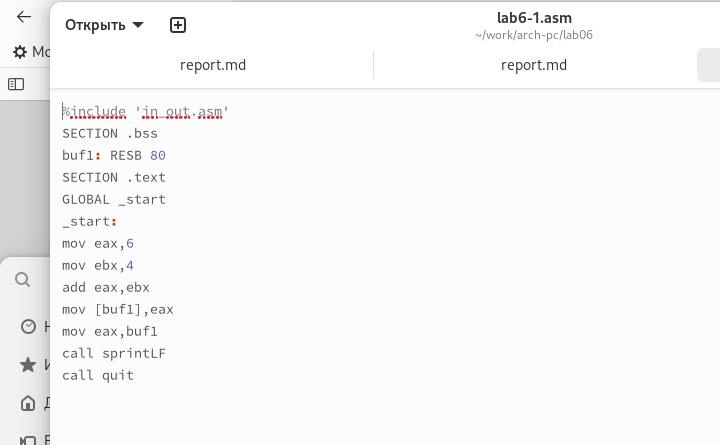 Открыть
lab6-1.asm
~/work/arch-pc/lab06
report.md
report.md
%include 'in_out.asm'
SECTION .bss
buf1: RESB 80
SECTION .text
GLOBAL _start
_start:
mov eax,6
mov ebx,4
add eax,ebx
mov [buf1],eax
mov eax,buf1
call sprintLF
call quit